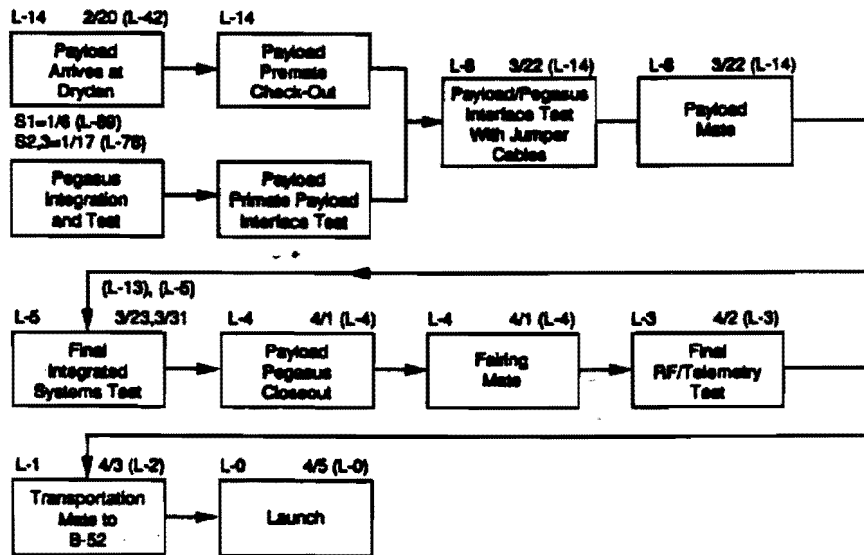 L-14 2/20 (L-42) L-14
Payload
Arrives at
Dryden
Payload
Premate
Check-Out
L-6 3/22 (L-14) L-6 3/22 (L-14)
Payload/Pegasus
Interface Test
With Jumper
Cables
Payload
Mate
S1=1/6 (L-89)
S2,3=1/17 (L-78)
Pegasus
Integration
and Test
Payload
Primate Payload
Interface Test
(L-13), (L-5)
L-5 3/23,3/31 L-4 4/1 (L-4) L-4 4/1 (L-4) L-3 4/2 (L-3)
Final
Integrated
Systems Test
Payload
Pegasus
Closeout
Fairing
Mate
Final
RF/Telemetry
Test
L-1 4/3 (L-2) L-0 4/5 (L-0)
Transportation
Mate to
B-52
Launch